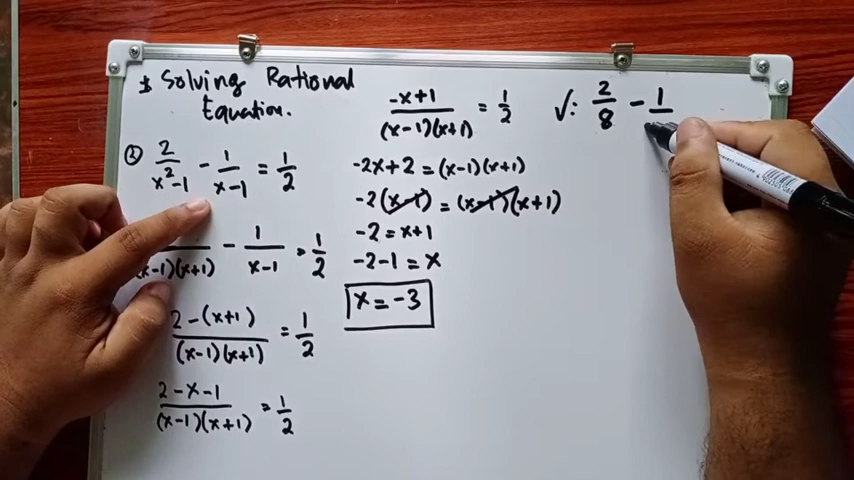 * Solving Rational
Equation.
② 2/(x²-1) - 1/(x-1) = 1/2
/(x-1)(x+1) - 1/(x-1) = 1/2
2-(x+1)/(x-1)(x+1) = 1/2
2-x-1/(x-1)(x+1) = 1/2
-x+1/(x-1)(x+1) = 1/2
-2x+2 = (x-1)(x+1)
-2(x-1) = (x-1)(x+1)
-2 = x+1
-2-1 = x
x = -3
✓: 2/8 - 1/